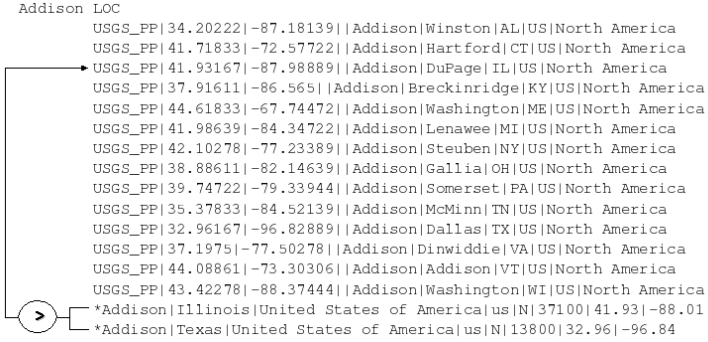 Addison LOC
USGS_PP|34.20222|-87.18139||Addison|Winston|AL|US|North America
USGS_PP|41.71833|-72.57722||Addison|Hartford|CT|US|North America
USGS_PP|41.93167|-87.98889||Addison|DuPage|IL|US|North America
USGS_PP|37.91611|-86.565||Addison|Breckinridge|KY|US|North America
USGS_PP|44.61833|-67.74472||Addison|Washington|ME|US|North America
USGS_PP|41.98639|-84.34722||Addison|Lenawee|MI|US|North America
USGS_PP|42.10278|-77.23389||Addison|Steuben|NY|US|North America
USGS_PP|38.88611|-82.14639||Addison|Gallia|OH|US|North America
USGS_PP|39.74722|-79.33944||Addison|Somerset|PA|US|North America
USGS_PP|35.37833|-84.52139||Addison|McMinn|TN|US|North America
USGS_PP|32.96167|-96.82889||Addison|Dallas|TX|US|North America
USGS_PP|37.1975|-77.50278||Addison|Dinwiddie|VA|US|North America
USGS_PP|44.08861|-73.30306||Addison|Addison|VT|US|North America
USGS_PP|43.42278|-88.37444||Addison|Washington|WI|US|North America
*Addison|Illinois|United States of America|us|N|37100|41.93|-88.01
>
*Addison|Texas|United States of America|us|N|13800|32.96|-96.84